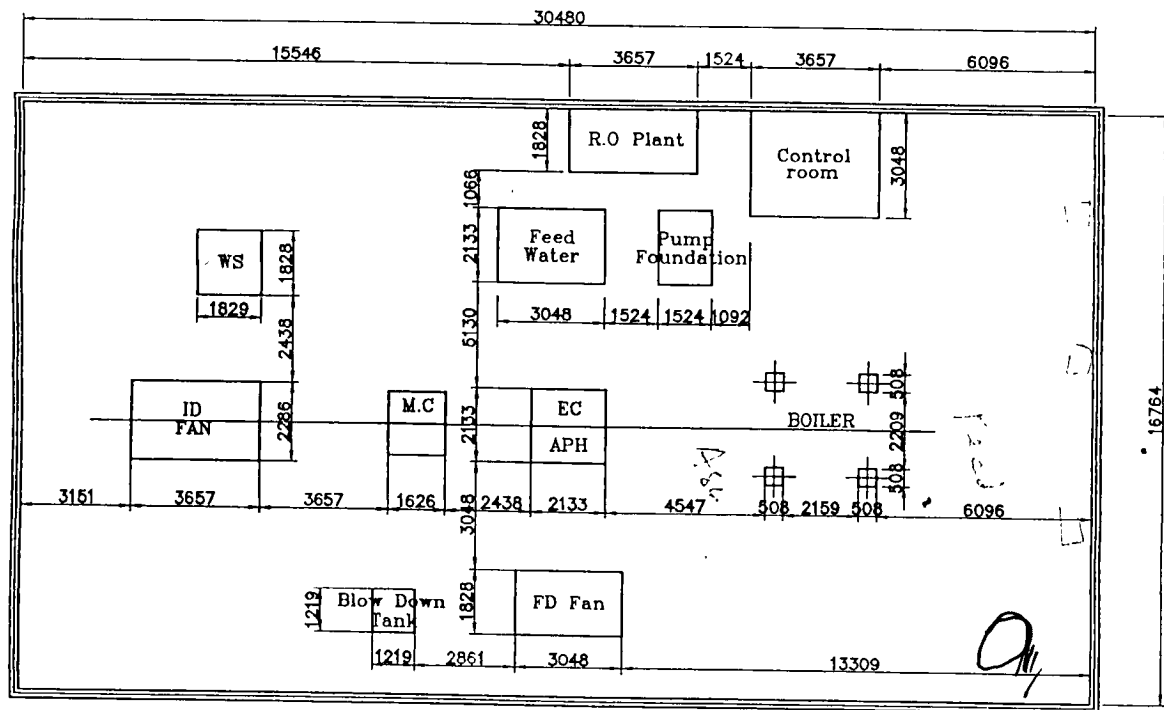 30480
15546
3657
1524
3657
6096
1828
R.O Plant
Control
room
3048
1066
16764
WS
1828
1829
2438
2133
Feed
Water
Pump
Foundation
3048
1524
1524
1092
6130
ID
FAN
2286
M.C
2133
EC
APH
BOILER
508
2209
508
3151
3657
3657
1626
2438
2133
4547
508
2159
508
6096
3048
1219
Blow Down
Tank
1828
FD Fan
1219
2861
3048
13309